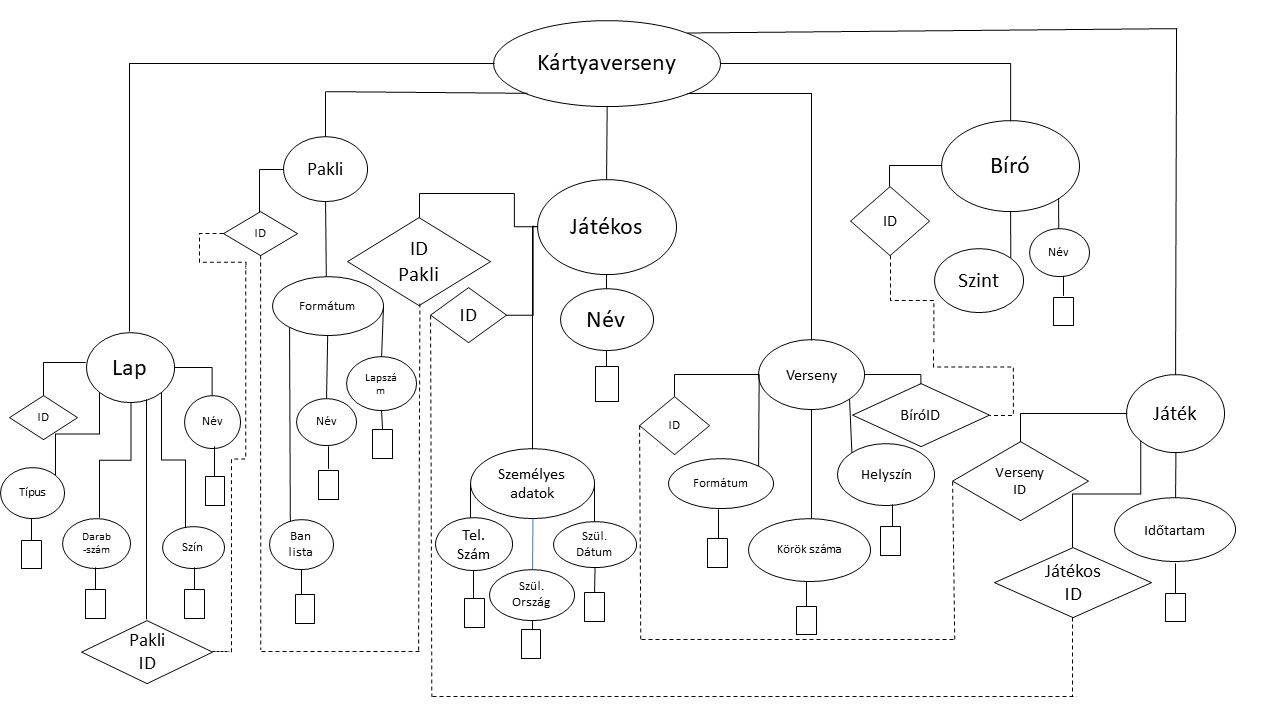 Kártyaverseny
Pakli
Bíró
ID
Játékos
ID
ID
Pakli
Név
Szint
Formátum
ID
Név
Lap
Verseny
Lapszá
m
ID
Név
Név
ID
BíróID
Játék
Személyes
adatok
Formátum
Helyszín
Verseny
ID
Típus
Darab
-szám
Szín
Ban
lista
Tel.
Szám
Szül.
Dátum
Körök száma
Időtartam
Szül.
Ország
Játékos
ID
Pakli
ID